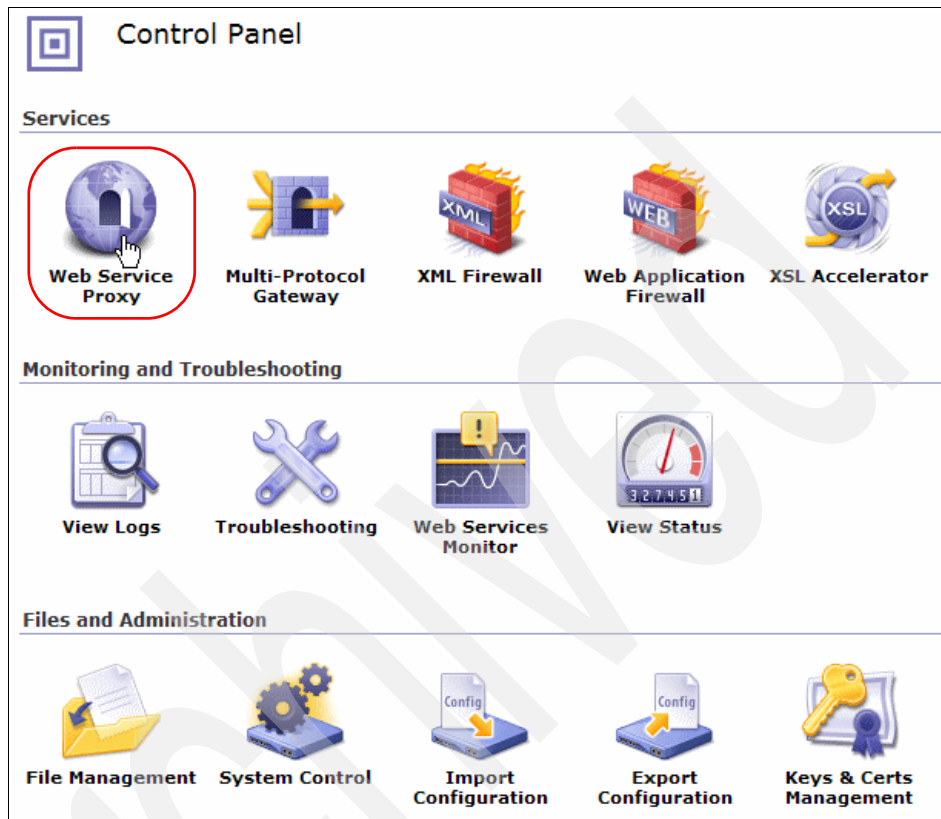 Control Panel
Services
XML
WEB
XSL
Web Service
Proxy
Multi-Protocol
Gateway
XML Firewall
Web Application
Firewall
XSL Accelerator
Monitoring and Troubleshooting
!
3 2 7 4 5 1
View Logs
Troubleshooting
Web Services
Monitor
View Status
Files and Administration
Config
Config
File Management
System Control
Import
Configuration
Export
Configuration
Keys & Certs
Management
chived